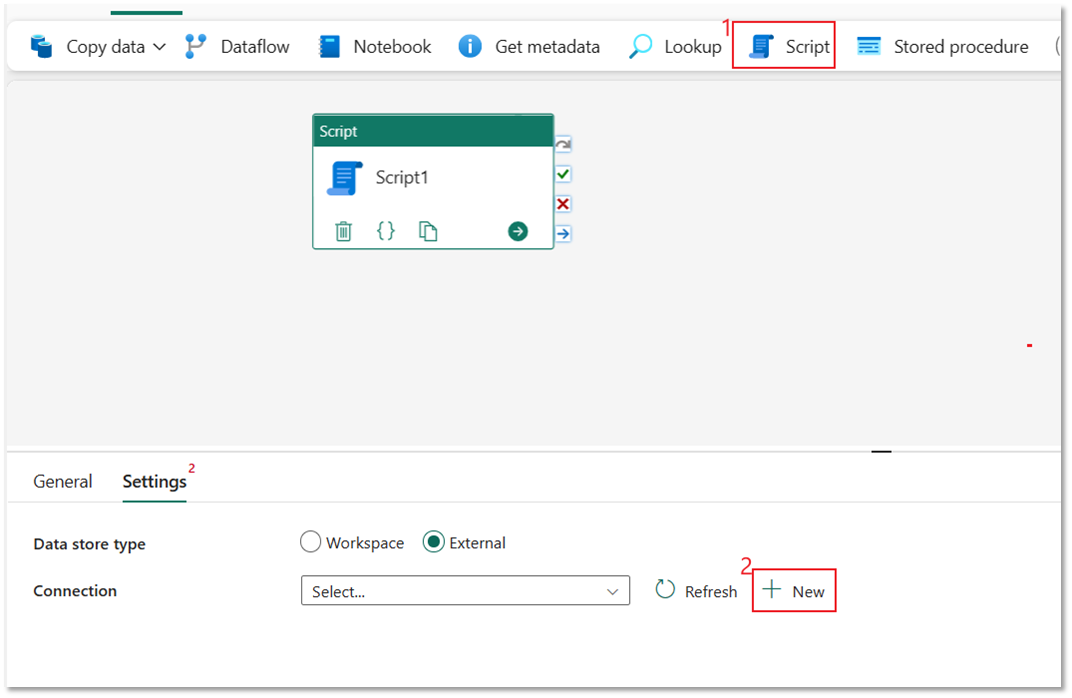 1
Copy data Dataflow Notebook Get metadata Lookup Script Stored procedure
Script
Script1
{}
General Settings 2
Data store type Workspace External
2
Connection Select... Refresh New